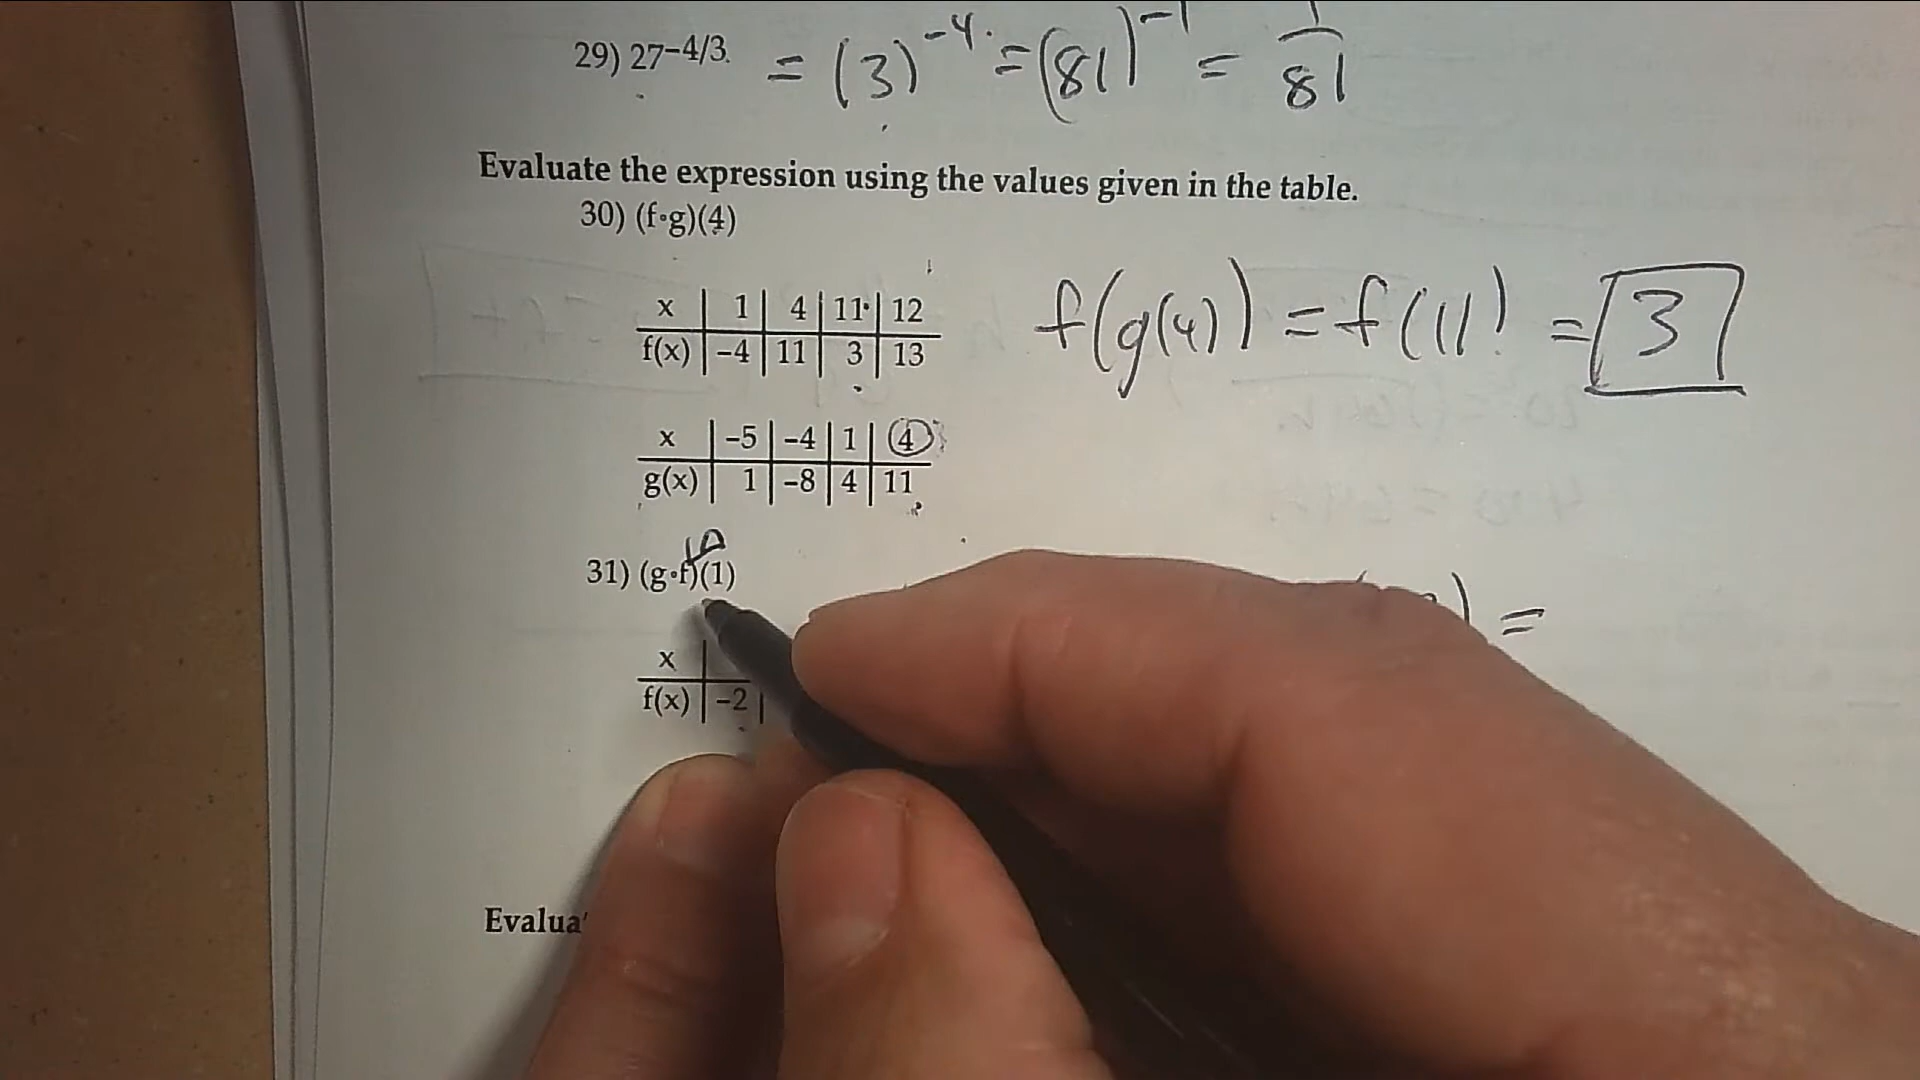 29) 27−4/3. = (3)−4. = (81)−1 = 1/81
Evaluate the expression using the values given in the table.
30) (f∘g)(4)
x | 1 | 4 | 11 | 12
f(x) | −4 | 11 | 3 | 13
f(g(4)) = f(11) = 3
x | −5 | −4 | 1 | 4
g(x) | 1 | −8 | 4 | 11
31) (g∘f)(1)
) =
x
f(x) | −2